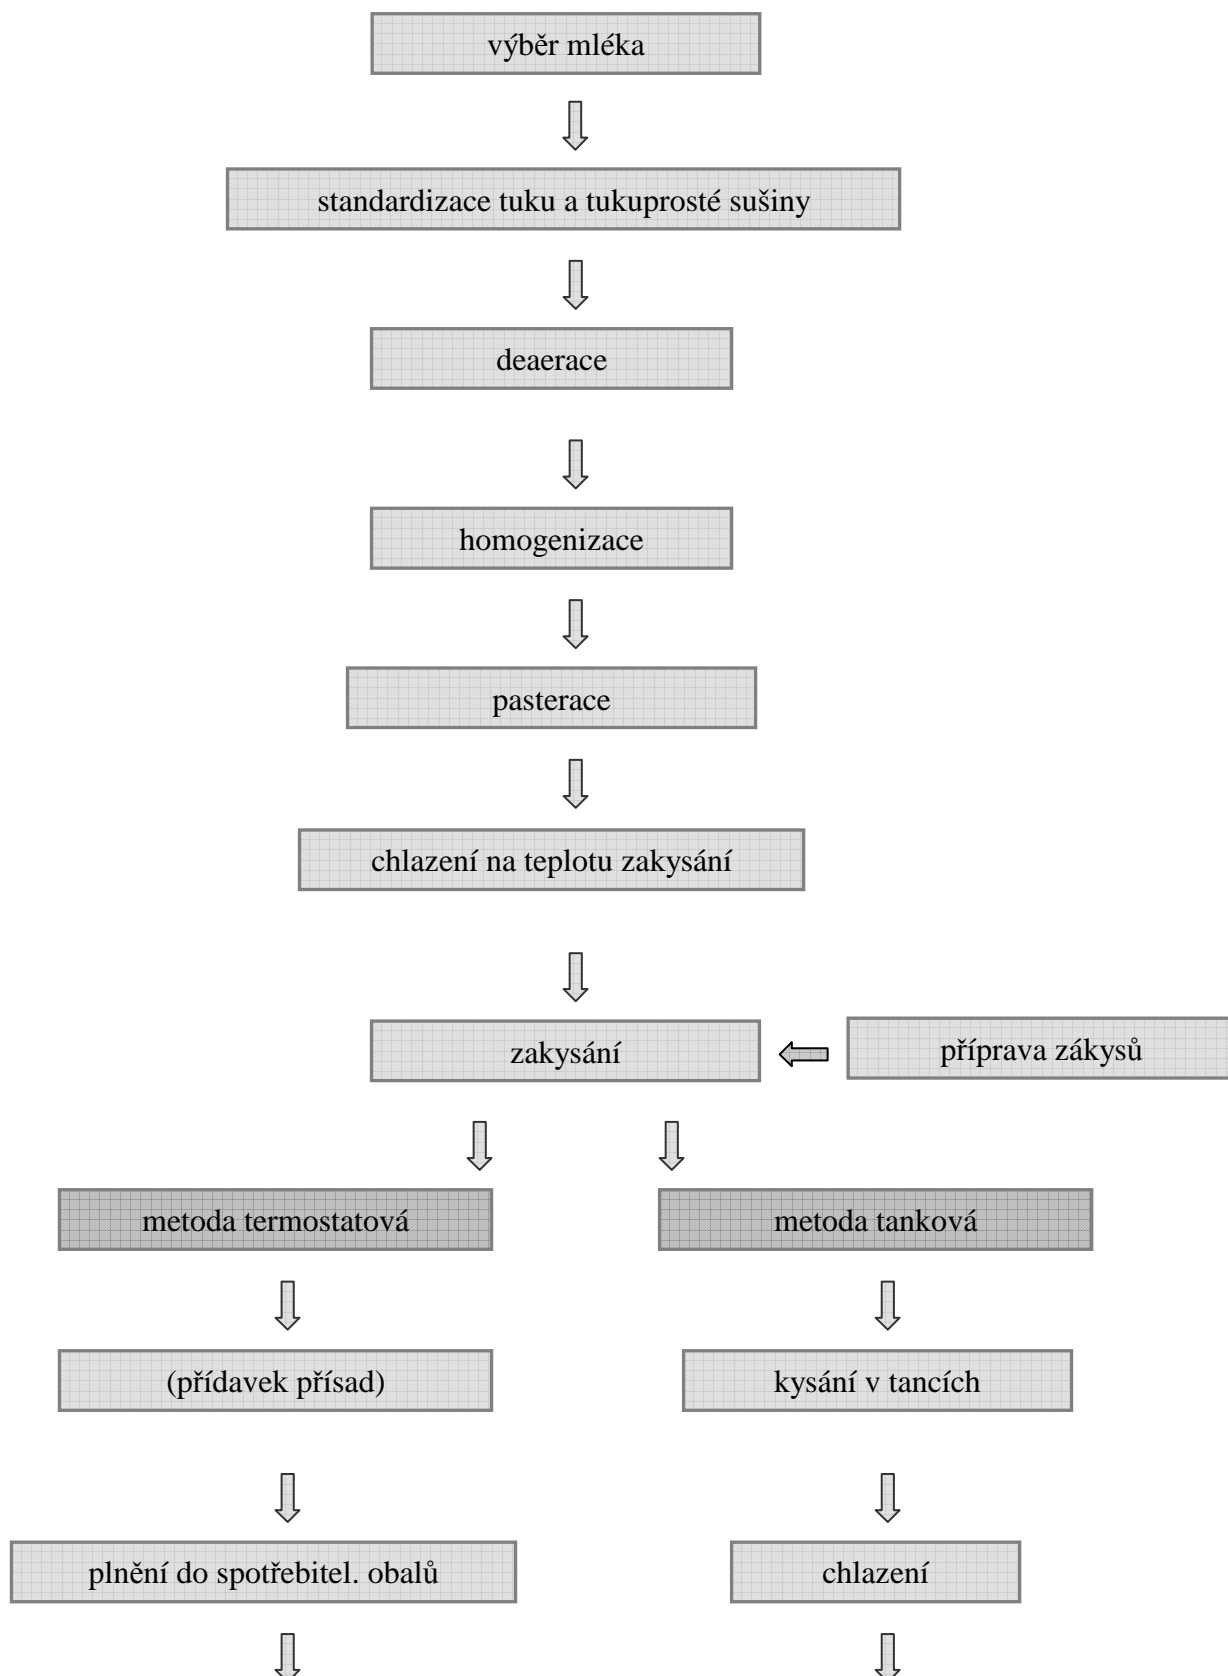 výběr mléka
standardizace tuku a tukuprosté sušiny
deaerace
homogenizace
pasterace
chlazení na teplotu zakysání
zakysání
příprava zákysů
metoda termostatová
metoda tanková
(přídavek přísad)
kysání v tancích
plnění do spotřebitel. obalů
chlazení